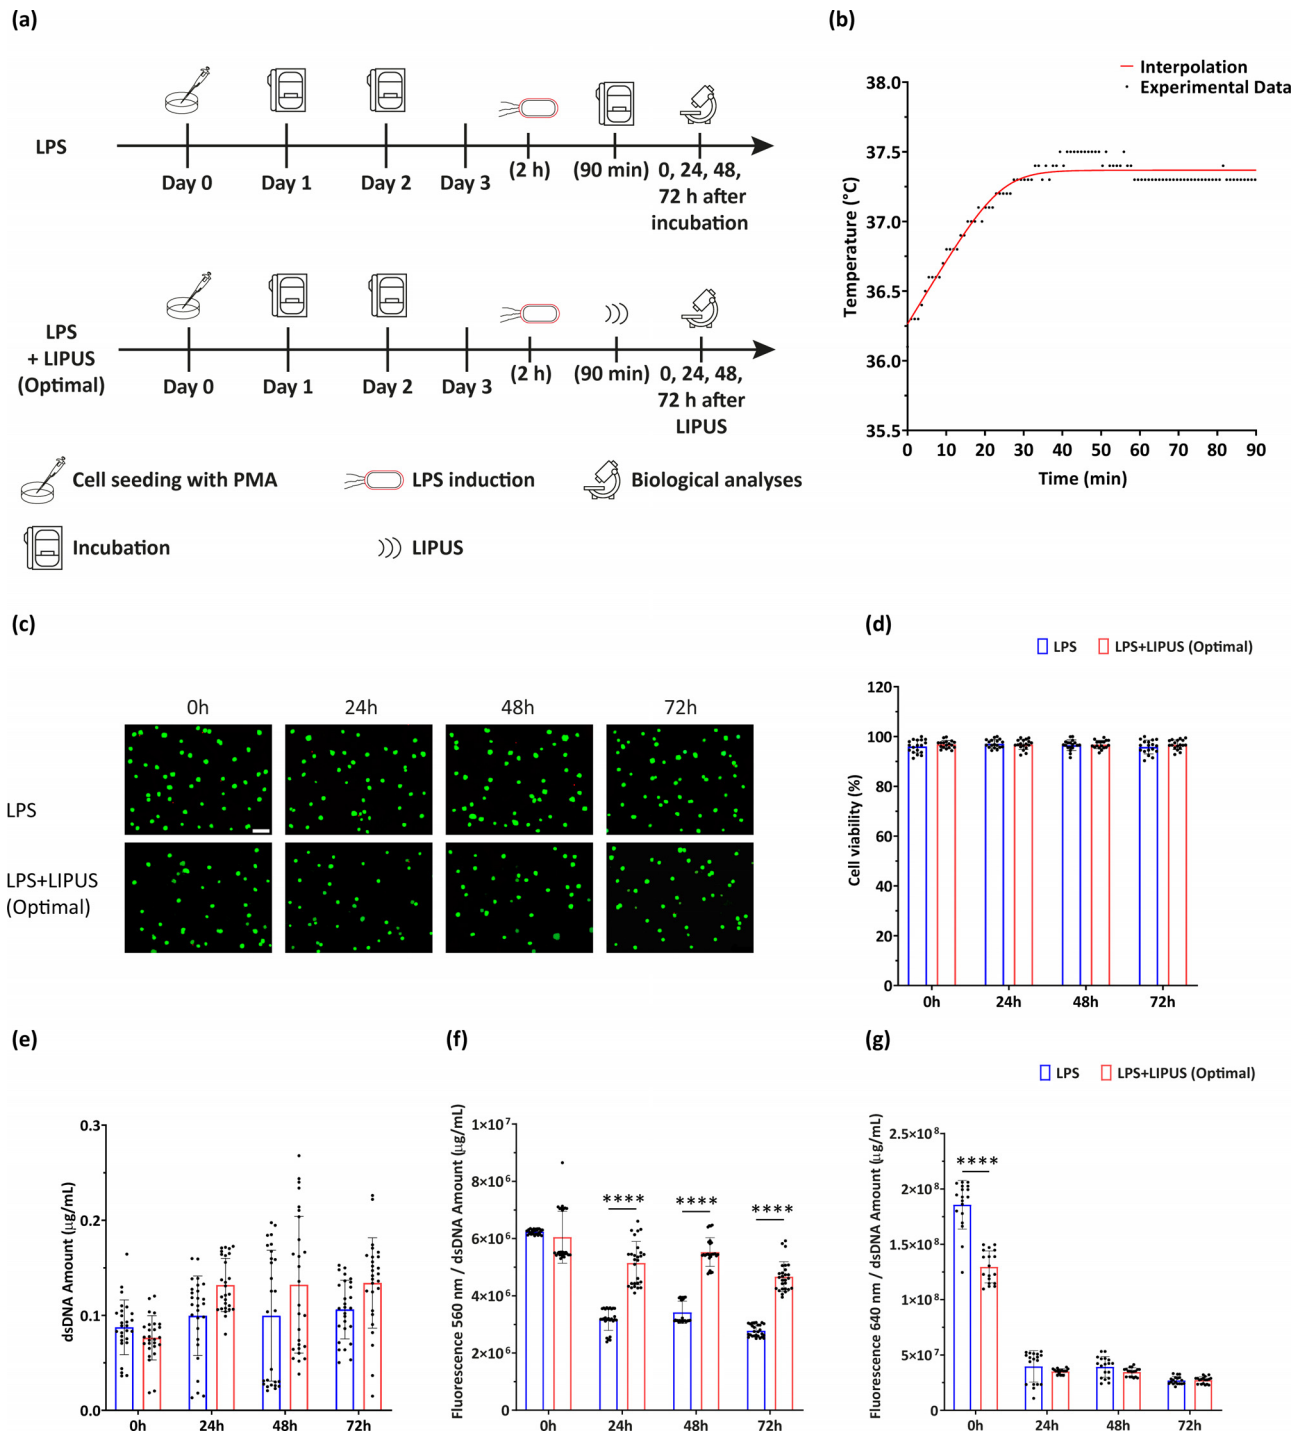 (a)
LPS
Day 0
Day 1
Day 2
Day 3
(2 h)
(90 min)
0, 24, 48,
72 h after
incubation
LPS
+ LIPUS
(Optimal)
Day 0
Day 1
Day 2
Day 3
(2 h)
(90 min)
0, 24, 48,
72 h after
LIPUS
Cell seeding with PMA
LPS induction
Biological analyses
Incubation
LIPUS
(b)
Interpolation
Experimental Data
Temperature (°C)
38.0
37.5
37.0
36.5
36.0
35.5
0 10 20 30 40 50 60 70 80 90
Time (min)
(c)
0h 24h 48h 72h
LPS
LPS+LIPUS
(Optimal)
(d)
LPS LPS+LIPUS (Optimal)
Cell viability (%)
120
100
80
60
40
20
0
0h 24h 48h 72h
(e)
dsDNA Amount (µg/mL)
0.3
0.2
0.1
0.0
0h 24h 48h 72h
(f)
Fluorescence 560 nm / dsDNA Amount (µg/mL)
1×10⁷
8×10⁶
6×10⁶
4×10⁶
2×10⁶
0
**** **** ****
0h 24h 48h 72h
(g)
LPS LPS+LIPUS (Optimal)
Fluorescence 640 nm / dsDNA Amount (µg/mL)
2.5×10⁸
2×10⁸
1.5×10⁸
1×10⁸
5×10⁷
0
****
0h 24h 48h 72h